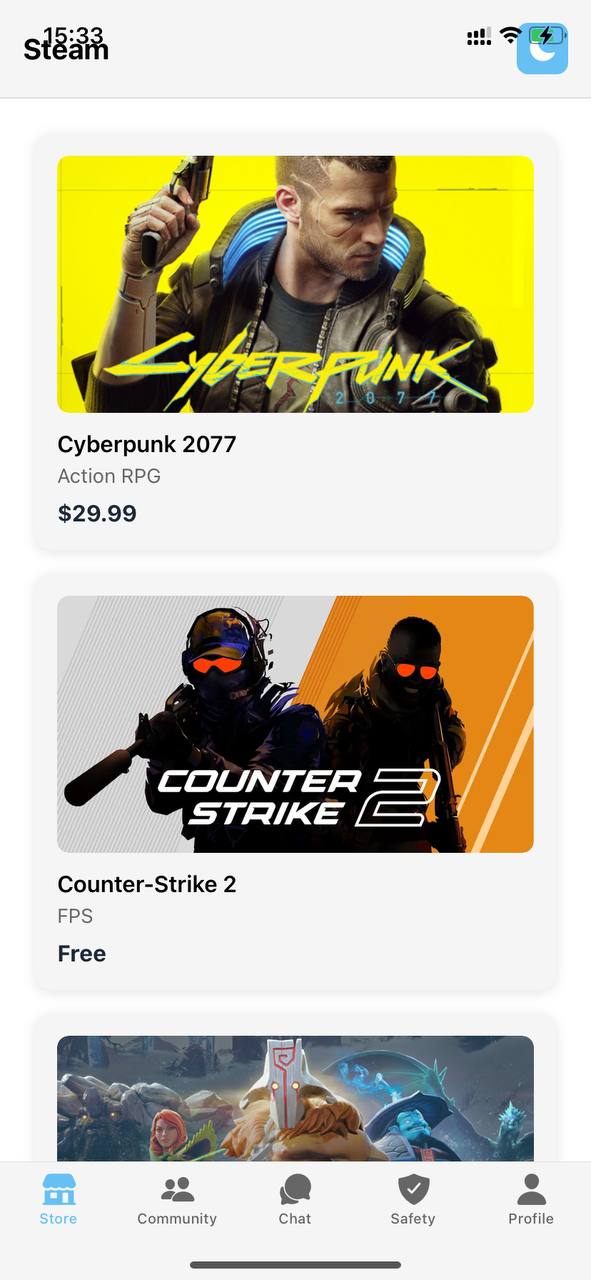 15:33
Steam
CYBERPUNK
2077
Cyberpunk 2077
Action RPG
$29.99
COUNTER
STRIKE 2
Counter-Strike 2
FPS
Free
Store
Community
Chat
Safety
Profile